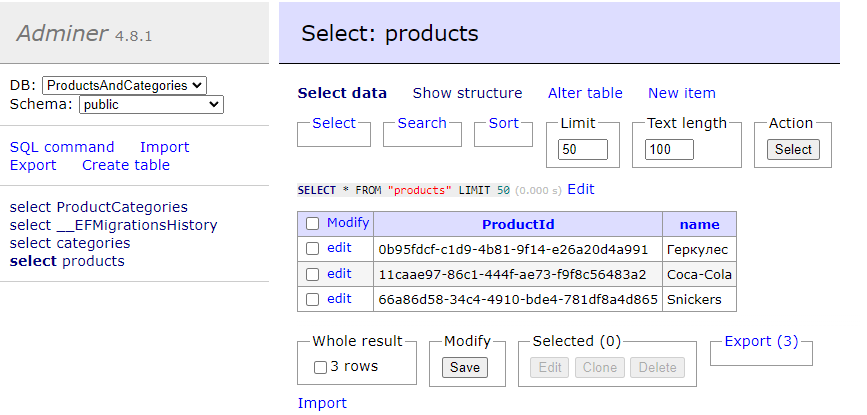 Adminer 4.8.1
DB: ProductsAndCategories
Schema: public
SQL command Import
Export Create table
select ProductCategories
select __EFMigrationsHistory
select categories
select products
Select: products
Select data Show structure Alter table New item
Select Search Sort Limit Text length Action
50 100 Select
SELECT * FROM "products" LIMIT 50 (0.000 s) Edit
Modify ProductId name
edit 0b95fdcf-c1d9-4b81-9f14-e26a20d4a991 Геркулес
edit 11caae97-86c1-444f-ae73-f9f8c56483a2 Coca-Cola
edit 66a86d58-34c4-4910-bde4-781df8a4d865 Snickers
Whole result Modify Selected (0) Export (3)
3 rows Save Edit Clone Delete
Import